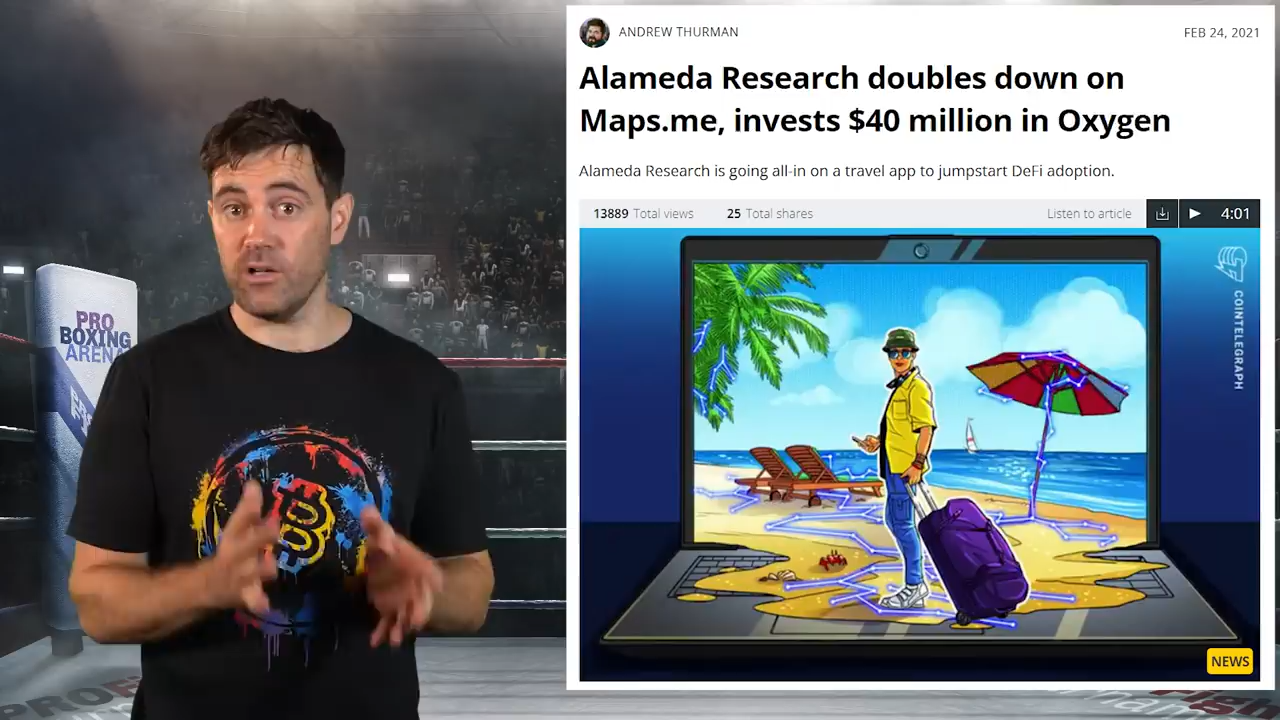 ANDREW THURMAN
FEB 24, 2021
Alameda Research doubles down on
Maps.me, invests $40 million in Oxygen
Alameda Research is going all-in on a travel app to jumpstart DeFi adoption.
13889 Total views 25 Total shares Listen to article 4:01
COINTELEGRAPH
NEWS
PRO
BOXING
ARENA